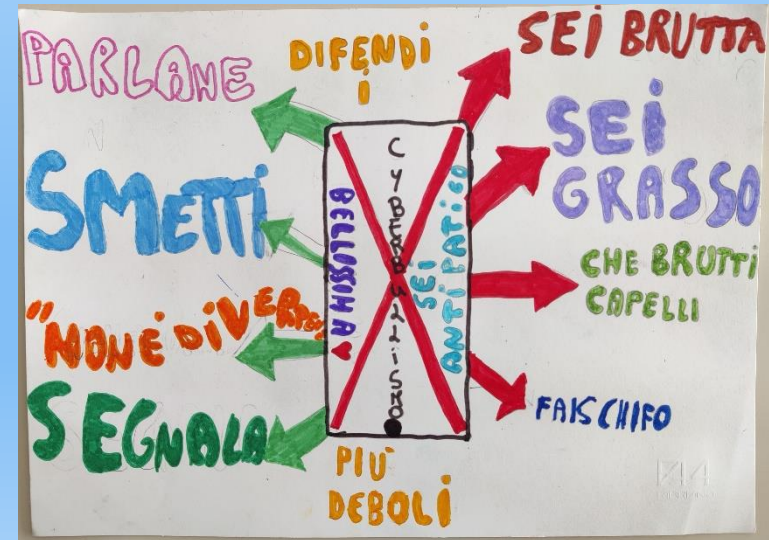 PARLANE
DIFENDI
i
SEi BRUTTA
SEi
GRASSO
SMETTi
CYBERBULLiSMO
BELLISSIMA
SEi
ANTiPATiCO
CHE BRUTTi
CAPELLi
"NON É DiVERTEN
SEGNALA
FAI SCHIFO
PIÙ
DEBOLi